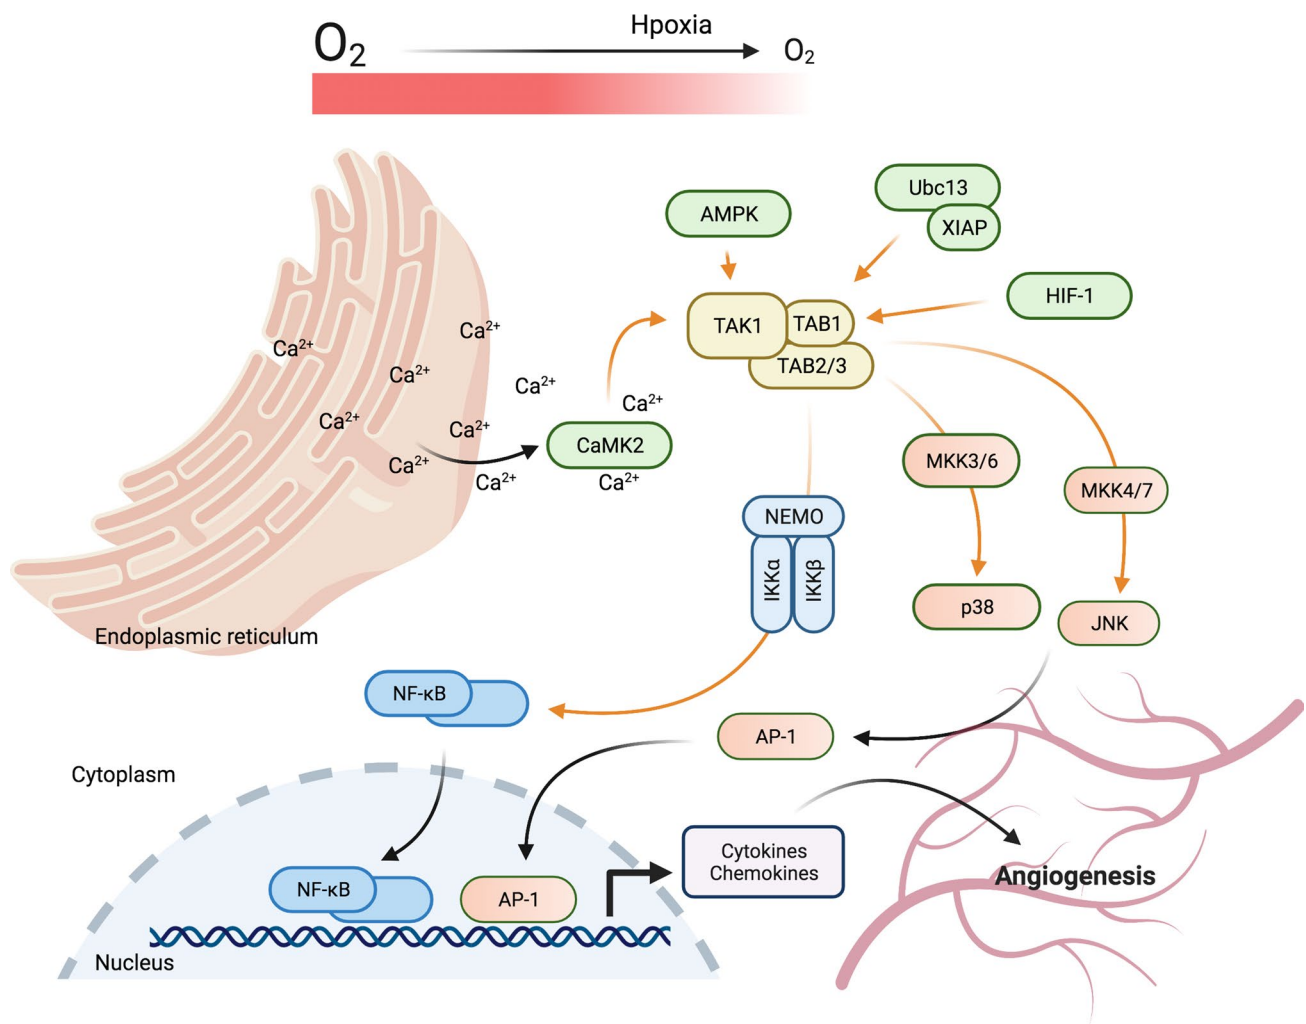 Hpoxia
O₂
O₂
Ubc13
XIAP
AMPK
HIF-1
TAK1
TAB1
TAB2/3
Ca²⁺
Ca²⁺
Ca²⁺
Ca²⁺
Ca²⁺
Ca²⁺
Ca²⁺
Ca²⁺
Ca²⁺
Ca²⁺
CaMK2
MKK3/6
MKK4/7
NEMO
IKKα
IKKβ
p38
JNK
Endoplasmic reticulum
NF-κB
AP-1
Cytoplasm
Cytokines
Chemokines
Angiogenesis
NF-κB
AP-1
Nucleus